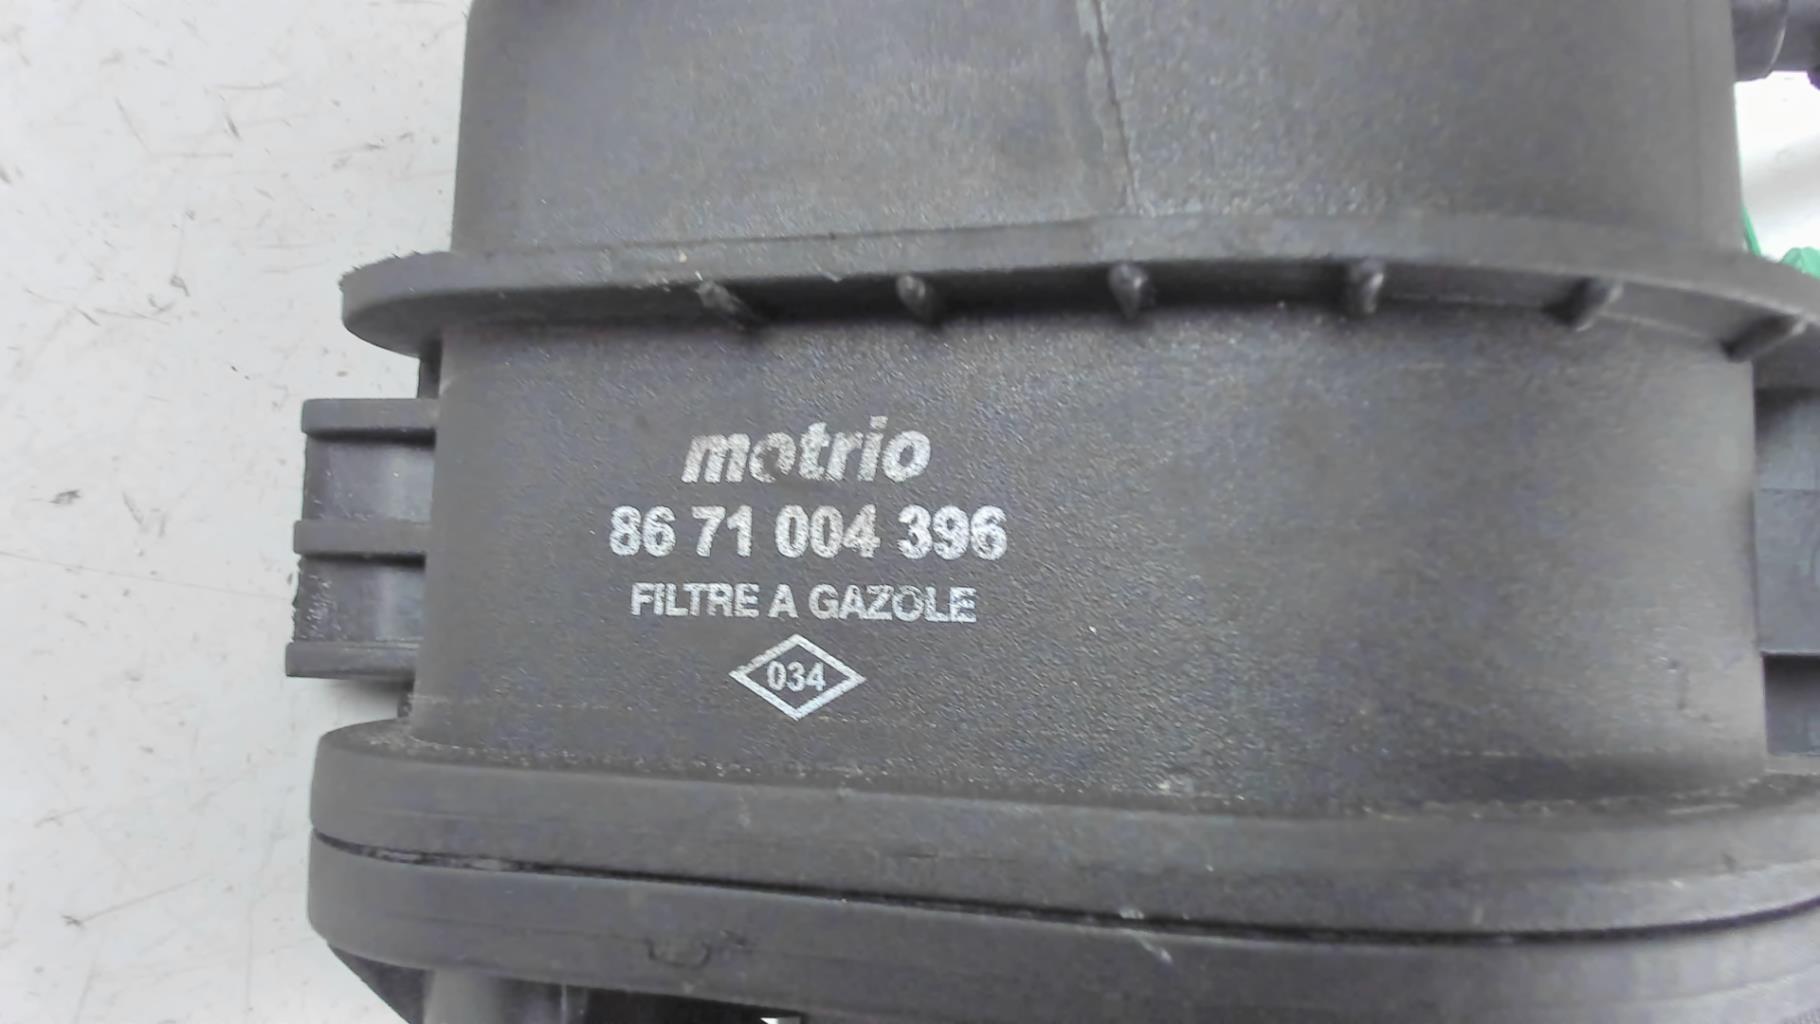 motrio
86 71 004 396
FILTRE A GAZOLE
034